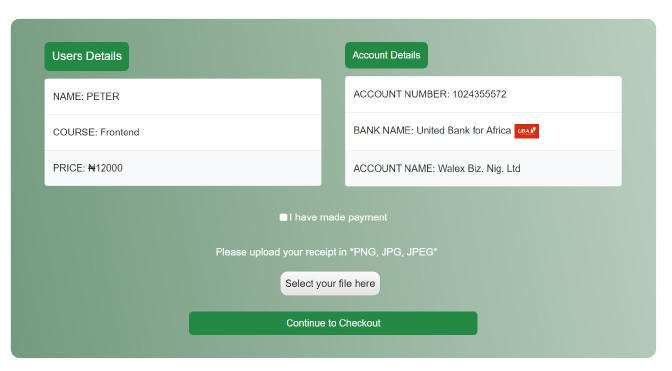 Users Details
NAME: PETER
COURSE: Frontend
PRICE: ₦12000
Account Details
ACCOUNT NUMBER: 1024355572
BANK NAME: United Bank for Africa UBA
ACCOUNT NAME: Walex Biz. Nig. Ltd
I have made payment
Please upload your receipt in *PNG, JPG, JPEG*
Select your file here
Continue to Checkout